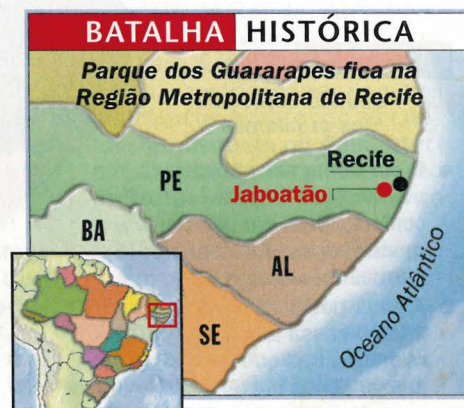 BATALHA HISTÓRICA
Parque dos Guararapes fica na
Região Metropolitana de Recife
Recife
PE
Jaboatão
BA
AL
SE
Oceano Atlântico